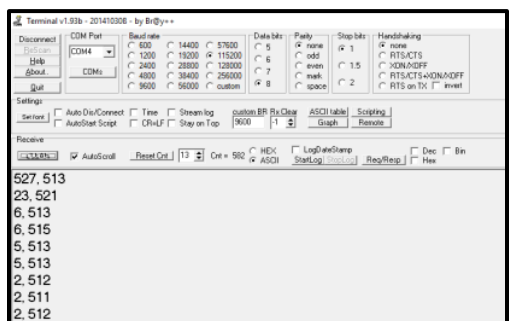 Terminal v1.93b - 20141030ß - by Br@y++
Disconnect
ReScan
Help
About..
Quit
COM Port
COM4
COMs
Baud rate
600 14400 57600
1200 19200 115200
2400 28800 128000
4800 38400 256000
9600 56000 custom
Data bits
5
6
7
8
Parity
none
odd
even
mark
space
Stop bits
1
1.5
2
Handshaking
none
RTS/CTS
XON/XOFF
RTS/CTS+XON/XOFF
RTS on TX invert
Settings
Set font
Auto Dis/Connect Time Stream log
AutoStart Script CR=LF Stay on Top
custom BR Rx Clear
9600 -1
ASCII table Scripting
Graph Remote
Receive
AutoScroll Reset Cnt 13 Cnt = 582
HEX
ASCII
LogDateStamp
StartLog StopLog Req/Resp
Dec Bin
Hex
527, 513
23, 521
6, 513
6, 515
5, 513
5, 513
2, 512
2, 511
2, 512